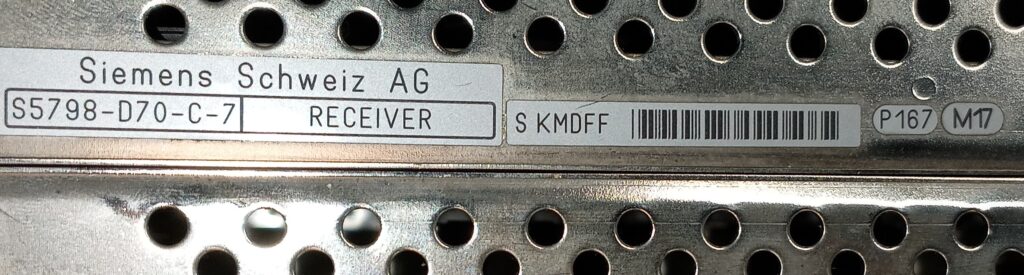 Siemens Schweiz AG
S5798-D70-C-7 RECEIVER
S KMDFF
P167 M17